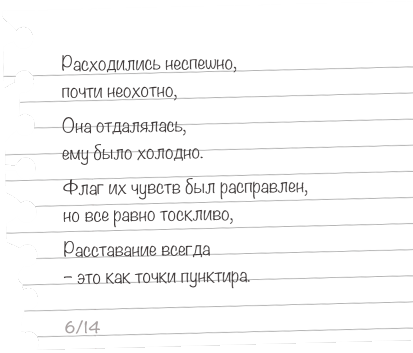 Расходились неспешно,
почти неохотно,
Она отдалялась,
ему было холодно.
Флаг их чувств был расправлен,
но все равно тоскливо,
Расставание всегда
- это как точки пунктира.
6/14